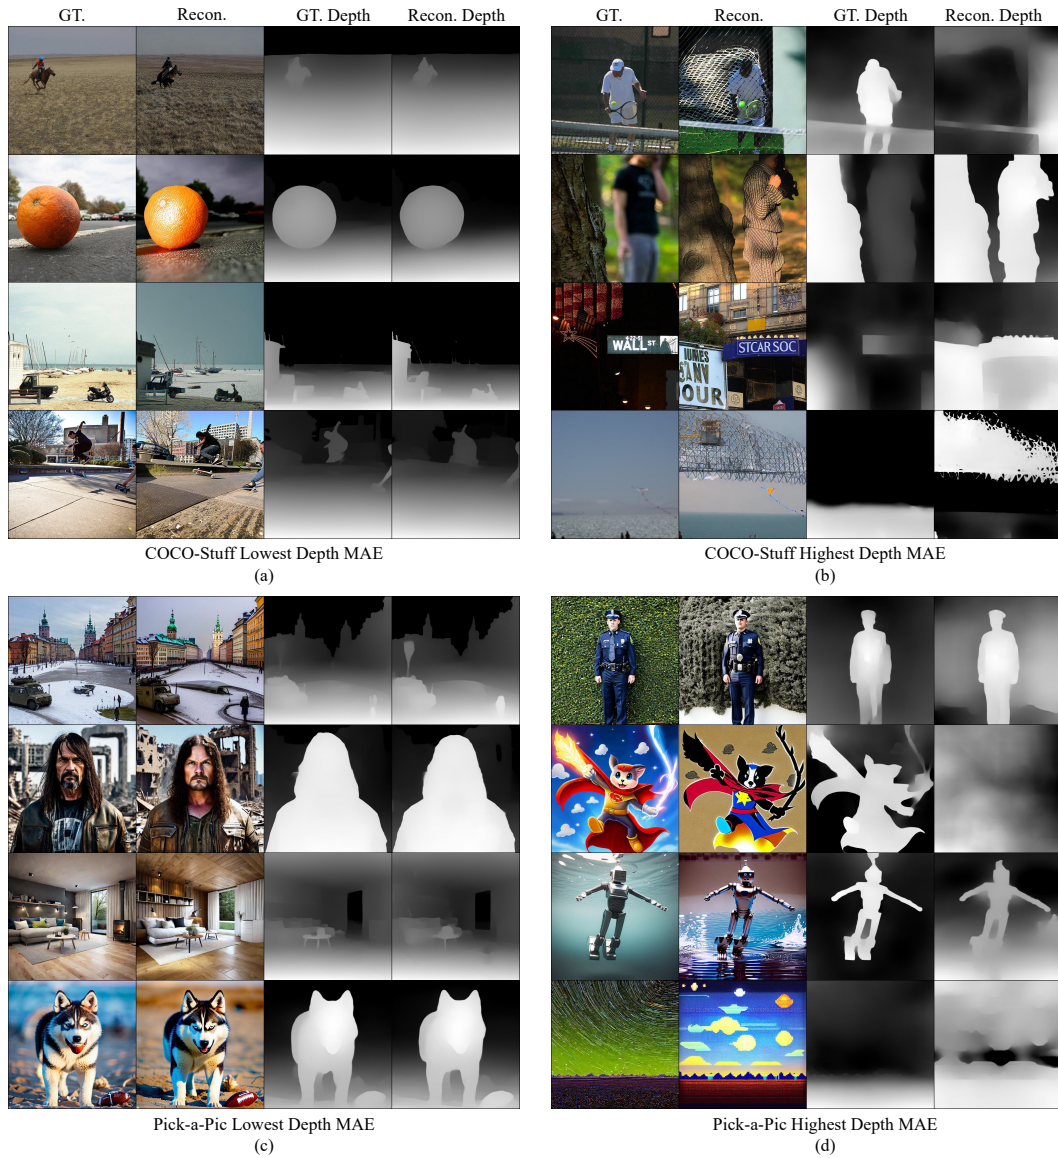 GT. Recon. GT. Depth Recon. Depth
GT. Recon. GT. Depth Recon. Depth
WALL ST
STCAR SOC
OUR
COCO-Stuff Lowest Depth MAE
(a)
COCO-Stuff Highest Depth MAE
(b)
Pick-a-Pic Lowest Depth MAE
(c)
Pick-a-Pic Highest Depth MAE
(d)